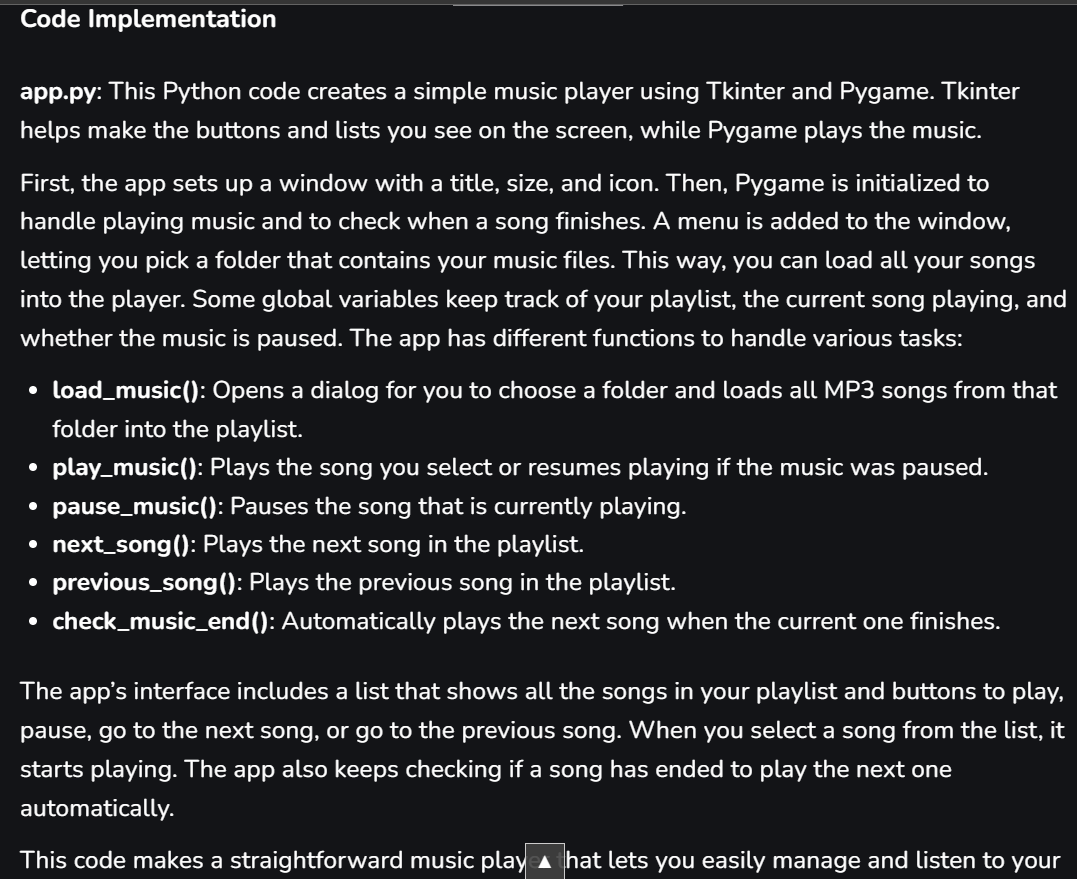 Code Implementation
app.py: This Python code creates a simple music player using Tkinter and Pygame. Tkinter
helps make the buttons and lists you see on the screen, while Pygame plays the music.
First, the app sets up a window with a title, size, and icon. Then, Pygame is initialized to
handle playing music and to check when a song finishes. A menu is added to the window,
letting you pick a folder that contains your music files. This way, you can load all your songs
into the player. Some global variables keep track of your playlist, the current song playing, and
whether the music is paused. The app has different functions to handle various tasks:
• load_music(): Opens a dialog for you to choose a folder and loads all MP3 songs from that
folder into the playlist.
• play_music(): Plays the song you select or resumes playing if the music was paused.
• pause_music(): Pauses the song that is currently playing.
• next_song(): Plays the next song in the playlist.
• previous_song(): Plays the previous song in the playlist.
• check_music_end(): Automatically plays the next song when the current one finishes.
The app’s interface includes a list that shows all the songs in your playlist and buttons to play,
pause, go to the next song, or go to the previous song. When you select a song from the list, it
starts playing. The app also keeps checking if a song has ended to play the next one
automatically.
This code makes a straightforward music player that lets you easily manage and listen to your